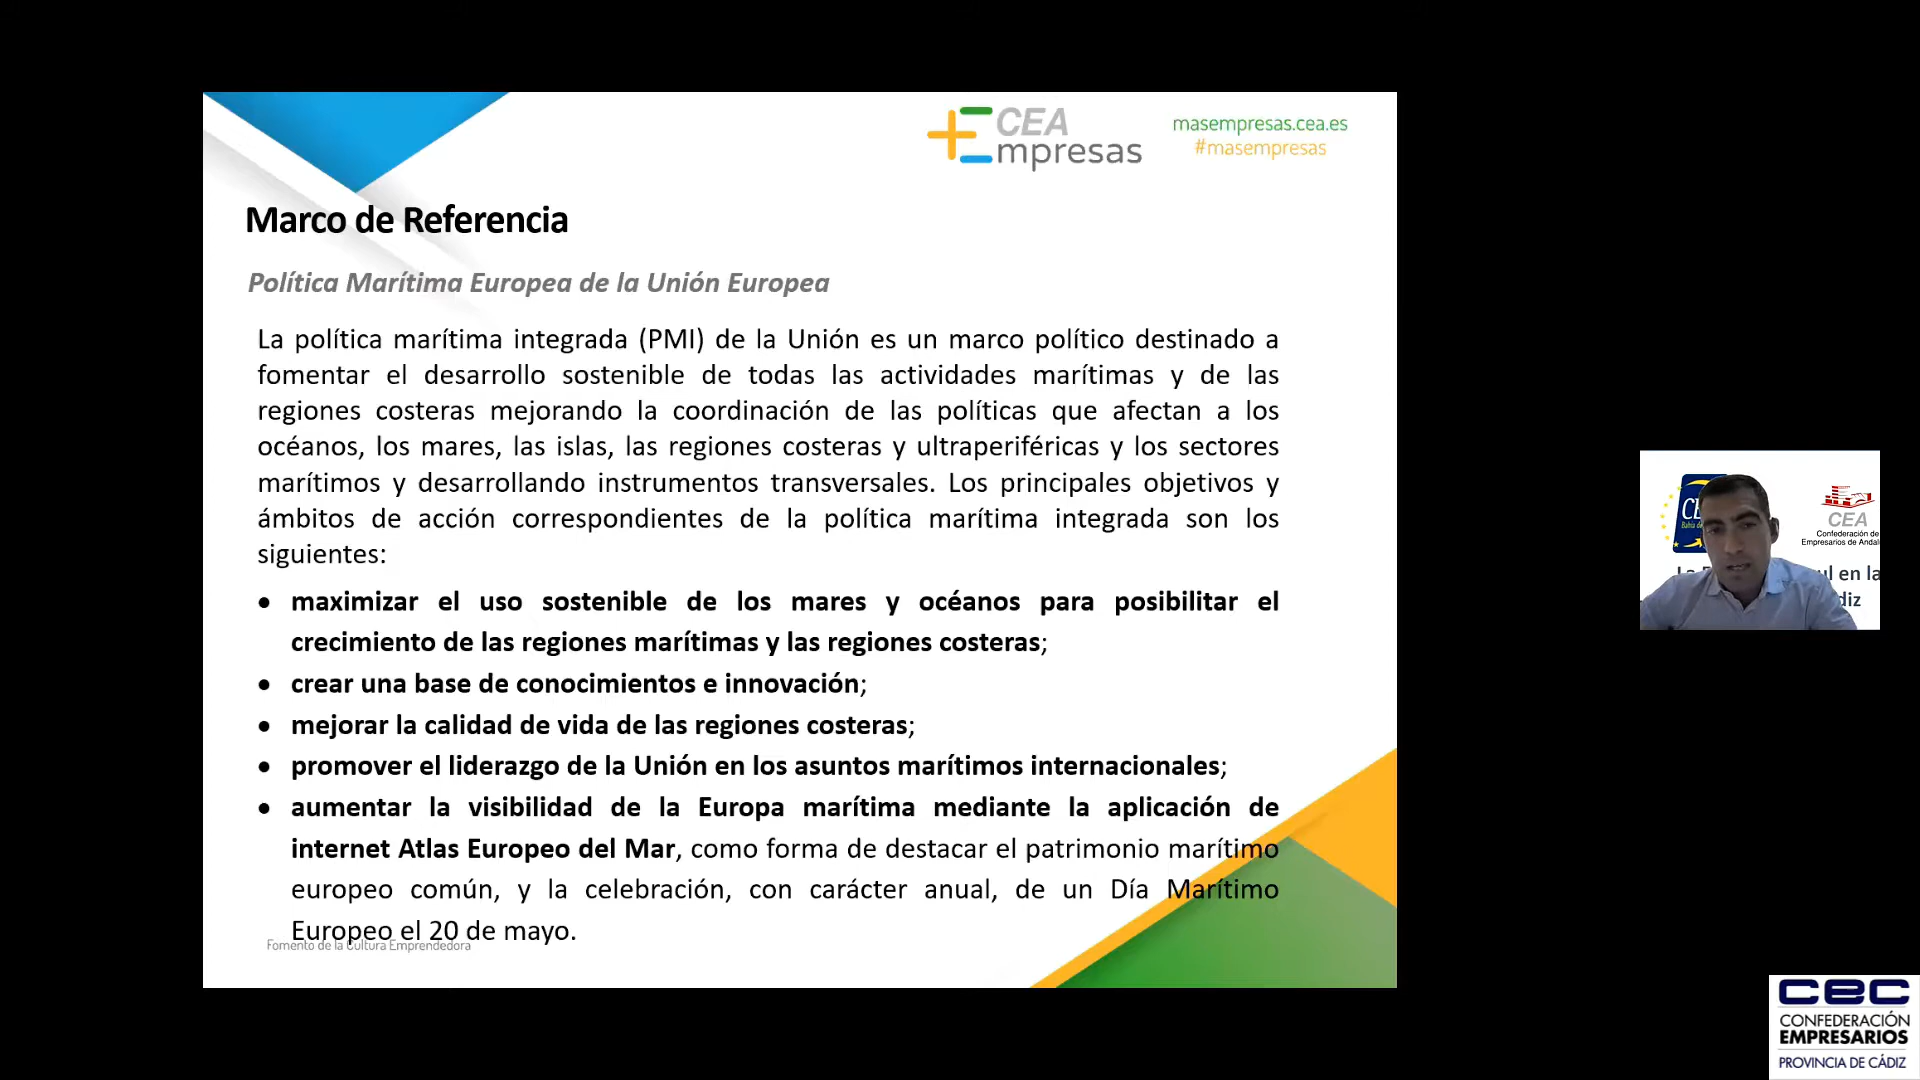 CEA
Empresas
masempresas.cea.es
#masempresas
Marco de Referencia
Política Marítima Europea de la Unión Europea
La política marítima integrada (PMI) de la Unión es un marco político destinado a
fomentar el desarrollo sostenible de todas las actividades marítimas y de las
regiones costeras mejorando la coordinación de las políticas que afectan a los
océanos, los mares, las islas, las regiones costeras y ultraperiféricas y los sectores
marítimos y desarrollando instrumentos transversales. Los principales objetivos y
ámbitos de acción correspondientes de la política marítima integrada son los
siguientes:
• maximizar el uso sostenible de los mares y océanos para posibilitar el
crecimiento de las regiones marítimas y las regiones costeras;
• crear una base de conocimientos e innovación;
• mejorar la calidad de vida de las regiones costeras;
• promover el liderazgo de la Unión en los asuntos marítimos internacionales;
• aumentar la visibilidad de la Europa marítima mediante la aplicación de
internet Atlas Europeo del Mar, como forma de destacar el patrimonio marítimo
europeo común, y la celebración, con carácter anual, de un Día Marítimo
Europeo el 20 de mayo.
Fomento de la Cultura Emprendedora
CEA
Confederación de
Empresarios de Andal
en la
cec
CONFEDERACIÓN
EMPRESARIOS
PROVINCIA DE CÁDIZ